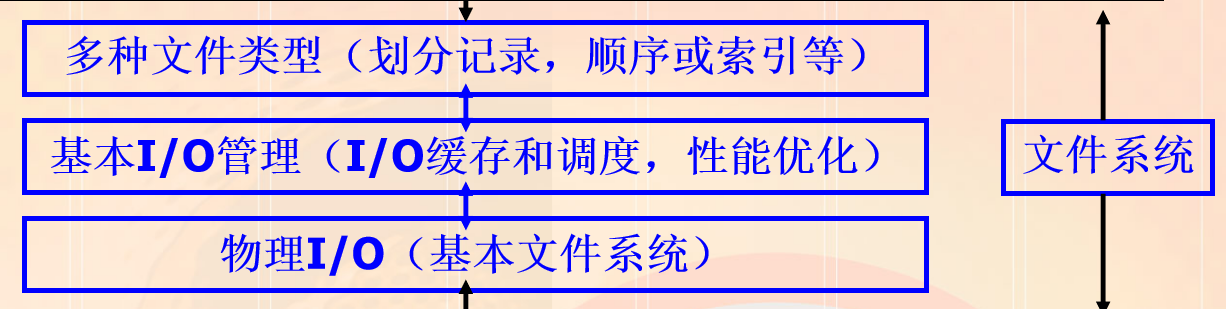 多种文件类型（划分记录，顺序或索引等）
基本I/O管理（I/O缓存和调度，性能优化）
文件系统
物理I/O（基本文件系统）